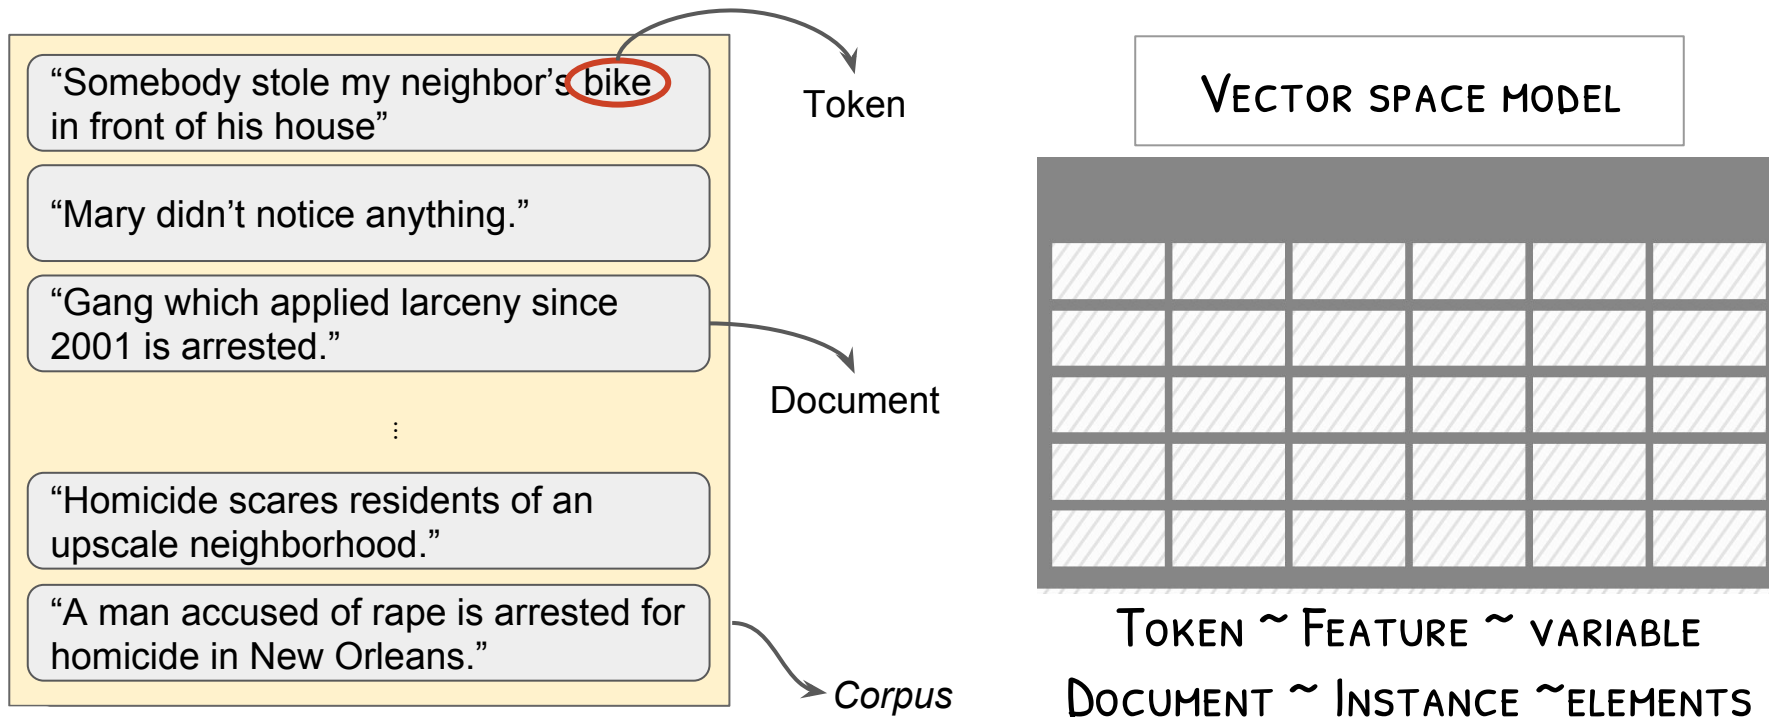 “Somebody stole my neighbor’s bike
in front of his house”
Token
“Mary didn’t notice anything.”
“Gang which applied larceny since
2001 is arrested.”
Document
⋮
“Homicide scares residents of an
upscale neighborhood.”
“A man accused of rape is arrested for
homicide in New Orleans.”
Corpus
VECTOR SPACE MODEL
TOKEN ~ FEATURE ~ VARIABLE
DOCUMENT ~ INSTANCE ~ELEMENTS